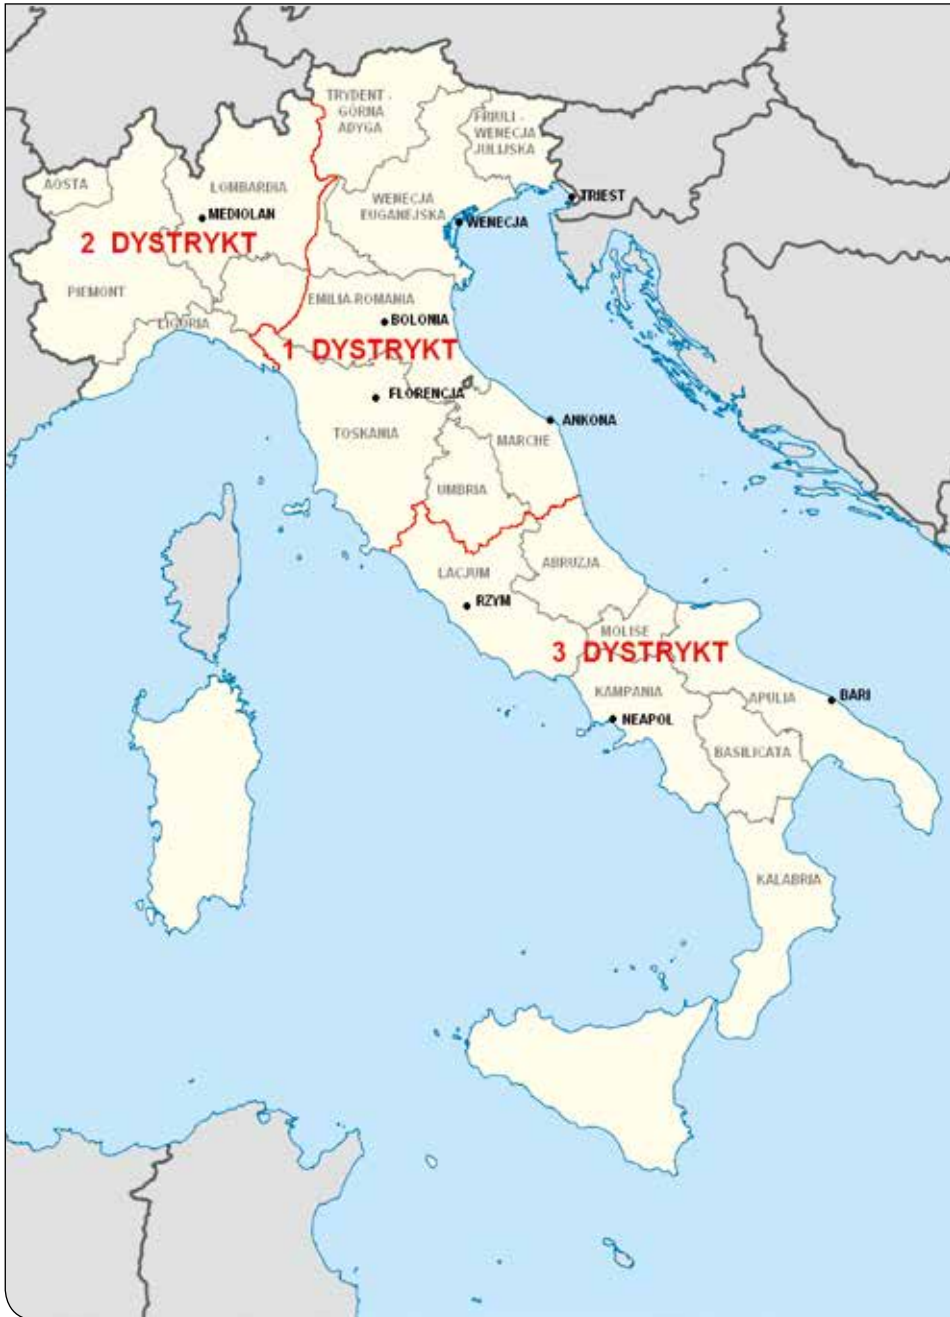 TRYDENT -
GÓRNA
ADYGA
FRIULI -
WENECJA
JULIJSKA
AOSTA
LOMBARDIA
WENECJA
EUGANEJSKA
TRIEST
MEDIOLAN
WENECJA
2 DYSTRYKT
PIEMONT
EMILIA-ROMANIA
LIGURIA
BOLONIA
1 DYSTRYKT
FLORENCJA
ANKONA
TOSKANIA
MARCHE
UMBRIA
LACJUM
ABRUZJA
RZYM
MOLISE
3 DYSTRYKT
KAMPANIA
APULIA
BARI
NEAPOL
BASILICATA
KALABRIA